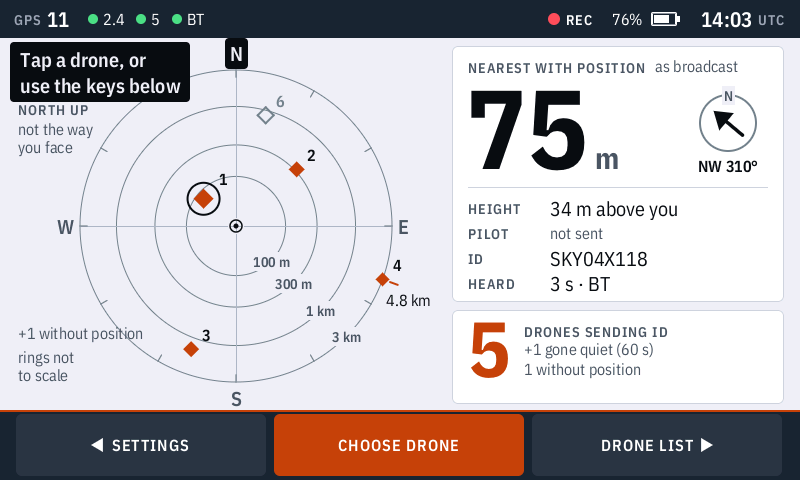 GPS 11 2.4 5 BT REC 76% 14:03 UTC
Tap a drone, or
use the keys below
N
NORTH UP
not the way
you face
6
2
1
W
E
100 m
300 m
1 km
3 km
4
4.8 km
+1 without position
3
rings not
to scale
S
NEAREST WITH POSITION as broadcast
75 m
N
NW 310°
HEIGHT 34 m above you
PILOT not sent
ID SKY04X118
HEARD 3 s · BT
5
DRONES SENDING ID
+1 gone quiet (60 s)
1 without position
SETTINGS
CHOOSE DRONE
DRONE LIST